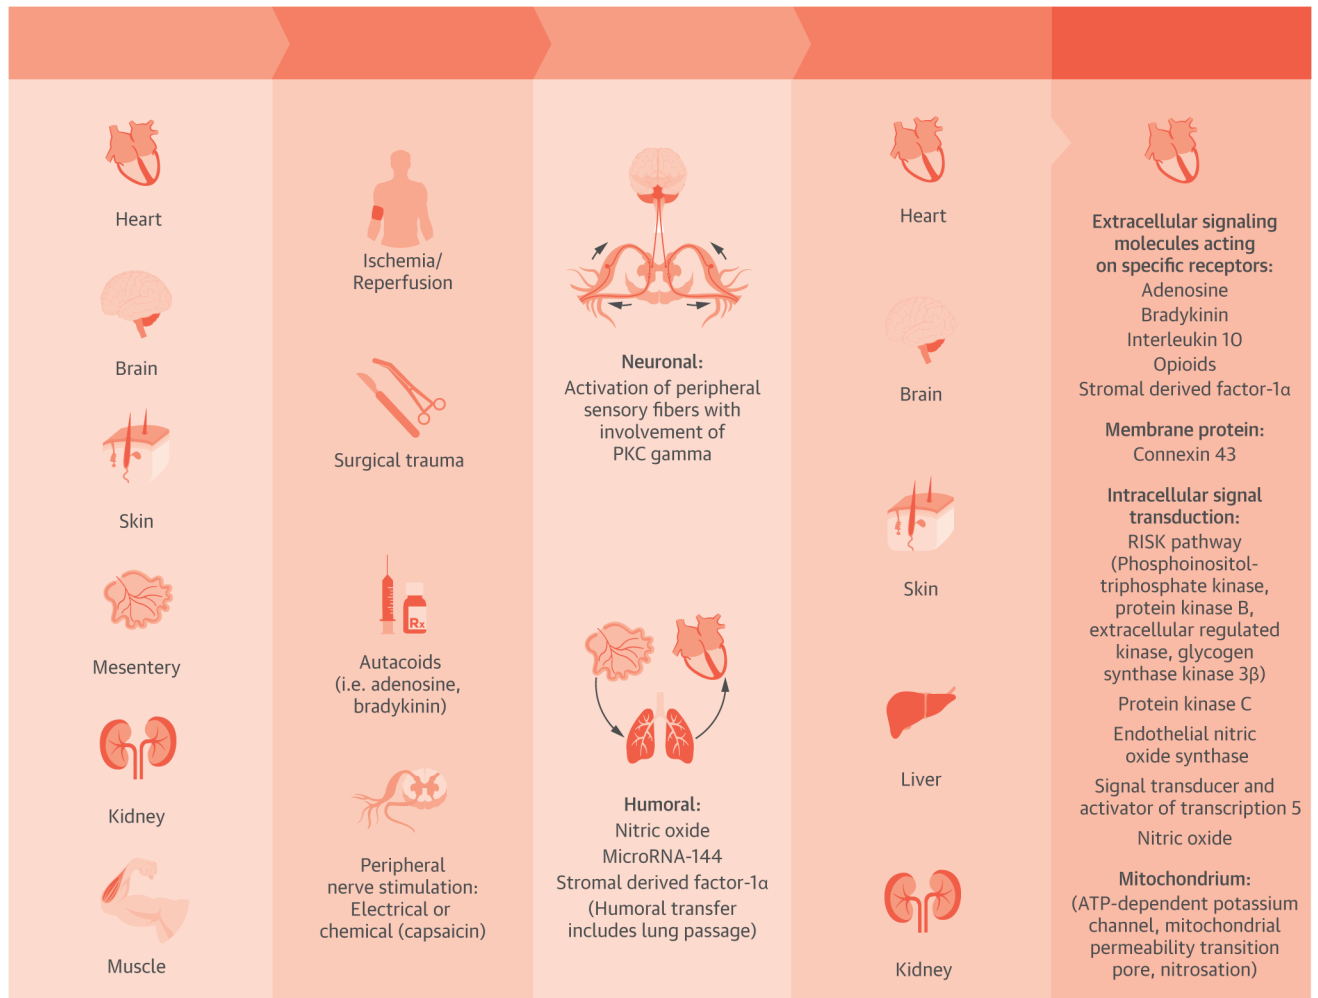 Heart
Brain
Skin
Mesentery
Kidney
Muscle
Ischemia/
Reperfusion
Surgical trauma
Rx
Autacoids
(i.e. adenosine,
bradykinin)
Peripheral
nerve stimulation:
Electrical or
chemical (capsaicin)
Neuronal:
Activation of peripheral
sensory fibers with
involvement of
PKC gamma
Humoral:
Nitric oxide
MicroRNA-144
Stromal derived factor-1α
(Humoral transfer
includes lung passage)
Heart
Brain
Skin
Liver
Kidney
Extracellular signaling
molecules acting
on specific receptors:
Adenosine
Bradykinin
Interleukin 10
Opioids
Stromal derived factor-1α
Membrane protein:
Connexin 43
Intracellular signal
transduction:
RISK pathway
(Phosphoinositol-
triphosphate kinase,
protein kinase B,
extracellular regulated
kinase, glycogen
synthase kinase 3β)
Protein kinase C
Endothelial nitric
oxide synthase
Signal transducer and
activator of transcription 5
Nitric oxide
Mitochondrium:
(ATP-dependent potassium
channel, mitochondrial
permeability transition
pore, nitrosation)